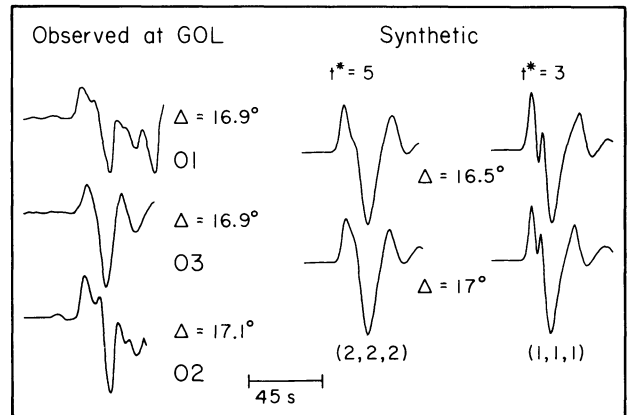 Observed at GOL
Synthetic
t* = 5
t* = 3
Δ = 16.9°
O1
Δ = 16.9°
O3
Δ = 17.1°
O2
Δ = 16.5°
Δ = 17°
(2,2,2)
(1,1,1)
45 s